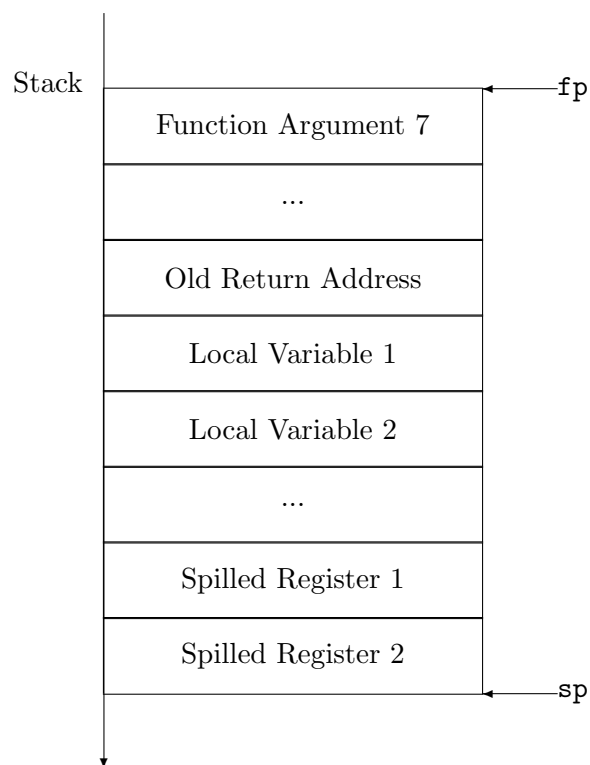 Stack
fp
Function Argument 7
...
Old Return Address
Local Variable 1
Local Variable 2
...
Spilled Register 1
Spilled Register 2
sp